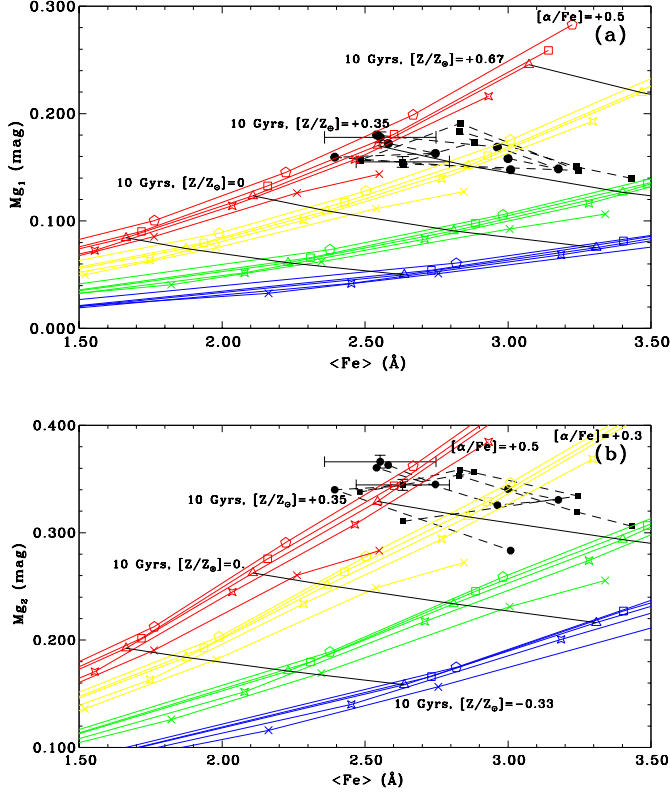 0.300
[α/Fe]=+0.5
(a)
10 Gyrs, [Z/Z⊙]=+0.67
0.200
10 Gyrs, [Z/Z⊙]=+0.35
Mg₁ (mag)
10 Gyrs, [Z/Z⊙]=0
0.100
0.000
1.50 2.00 2.50 3.00 3.50
<Fe> (Å)
0.400
[α/Fe]=+0.3
[α/Fe]=+0.5
(b)
10 Gyrs, [Z/Z⊙]=+0.35
0.300
Mg₂ (mag)
10 Gyrs, [Z/Z⊙]=0.
0.200
10 Gyrs, [Z/Z⊙]=−0.33
0.100
1.50 2.00 2.50 3.00 3.50
<Fe> (Å)